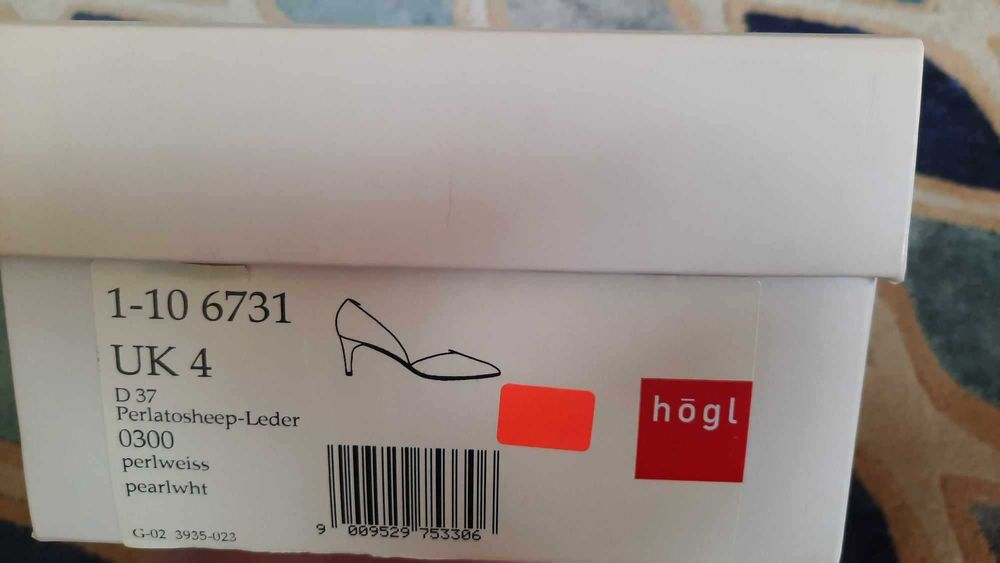 1-10 6731
UK 4
D 37
Perlatosheep-Leder
0300
perlweiss
pearlwht
G-02 3935-023
9 009529 753306
högl